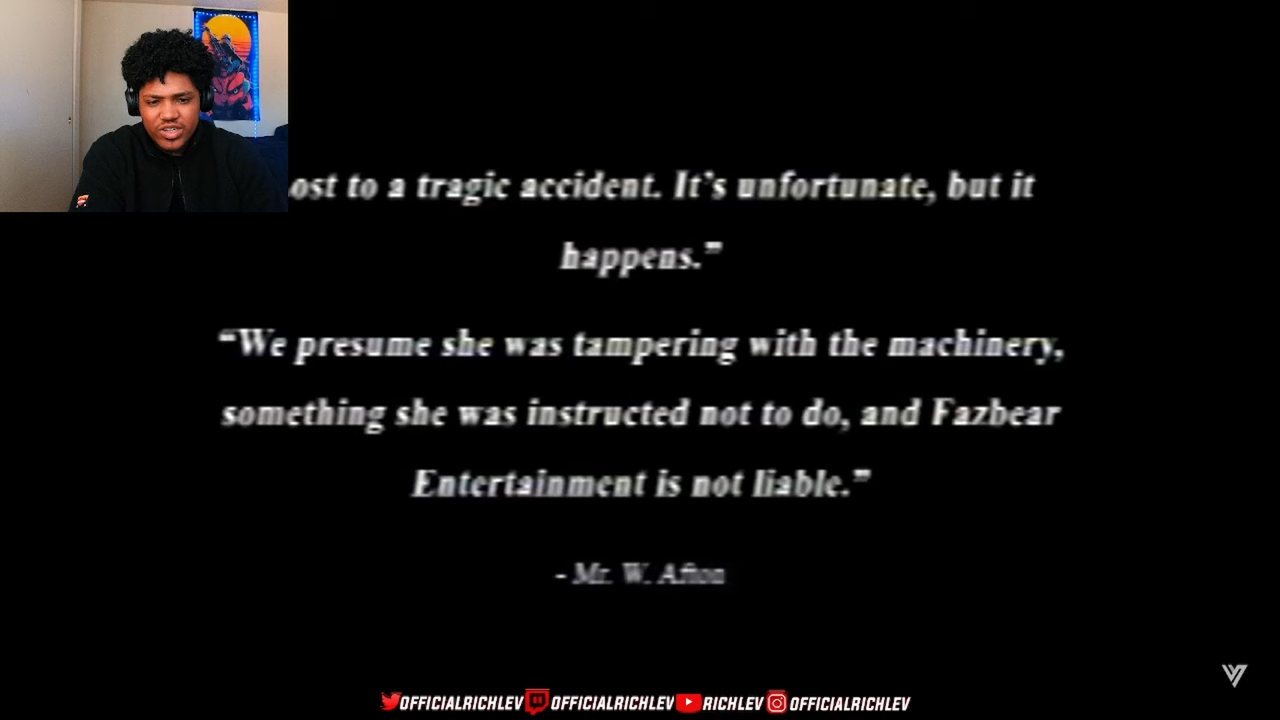 ost to a tragic accident. It's unfortunate, but it
happens.”
“We presume she was tampering with the machinery,
something she was instructed not to do, and Fazbear
Entertainment is not liable.”
- Mr. W. Afton
OFFICIALRICHLEV OFFICIALRICHLEV RICHLEV OFFICIALRICHLEV